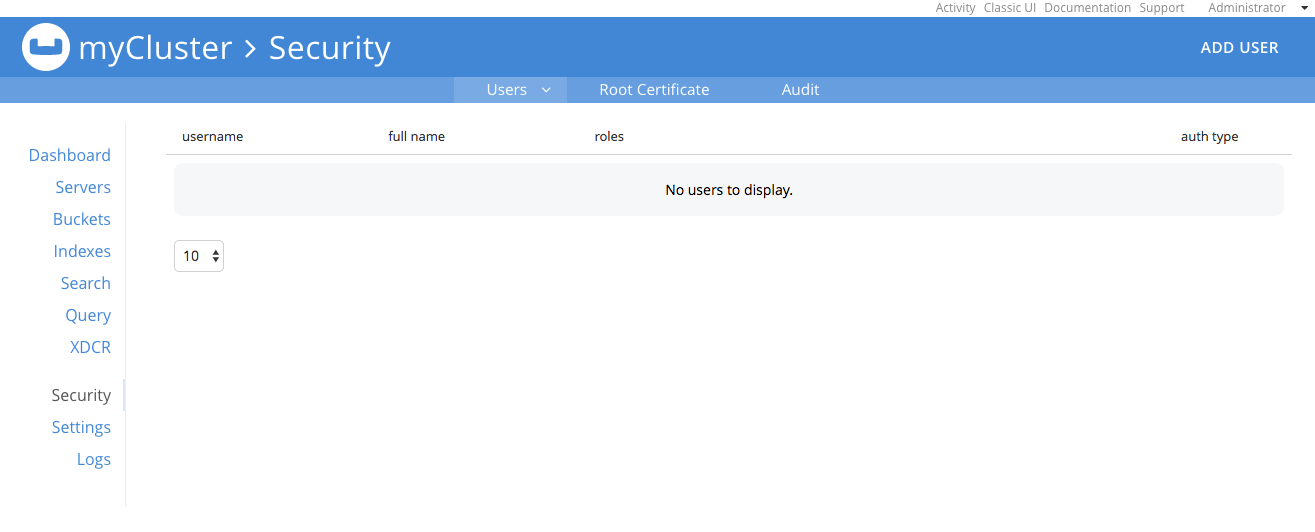 Activity Classic UI Documentation Support Administrator
myCluster > Security ADD USER
Users Root Certificate Audit
username full name roles auth type
Dashboard
No users to display.
Servers
Buckets
Indexes
10
Search
Query
XDCR
Security
Settings
Logs